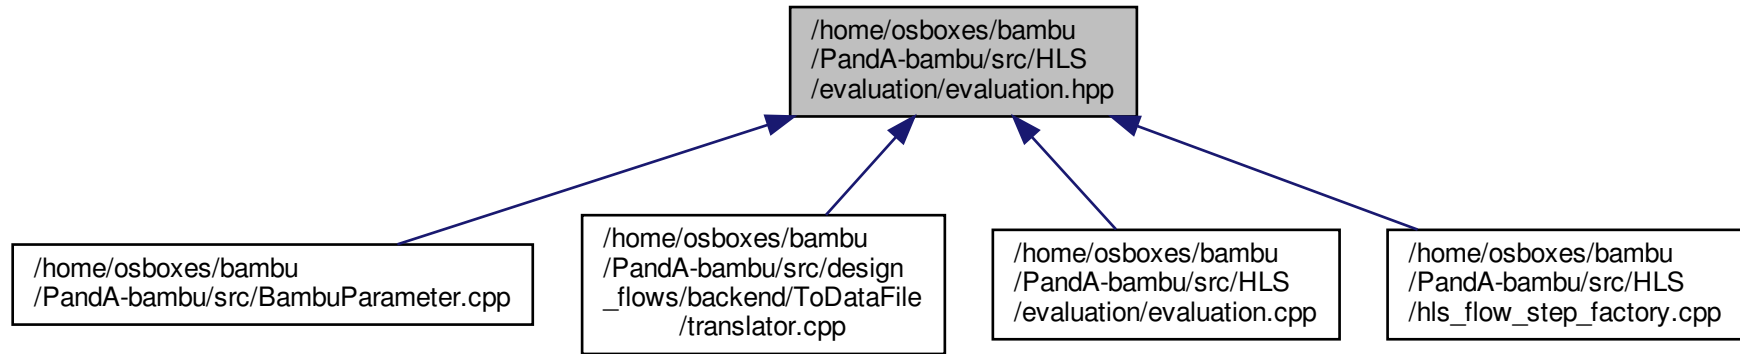 /home/osboxes/bambu
/PandA-bambu/src/HLS
/evaluation/evaluation.hpp
/home/osboxes/bambu
/PandA-bambu/src/BambuParameter.cpp
/home/osboxes/bambu
/PandA-bambu/src/design
_flows/backend/ToDataFile
/translator.cpp
/home/osboxes/bambu
/PandA-bambu/src/HLS
/evaluation/evaluation.cpp
/home/osboxes/bambu
/PandA-bambu/src/HLS
/hls_flow_step_factory.cpp